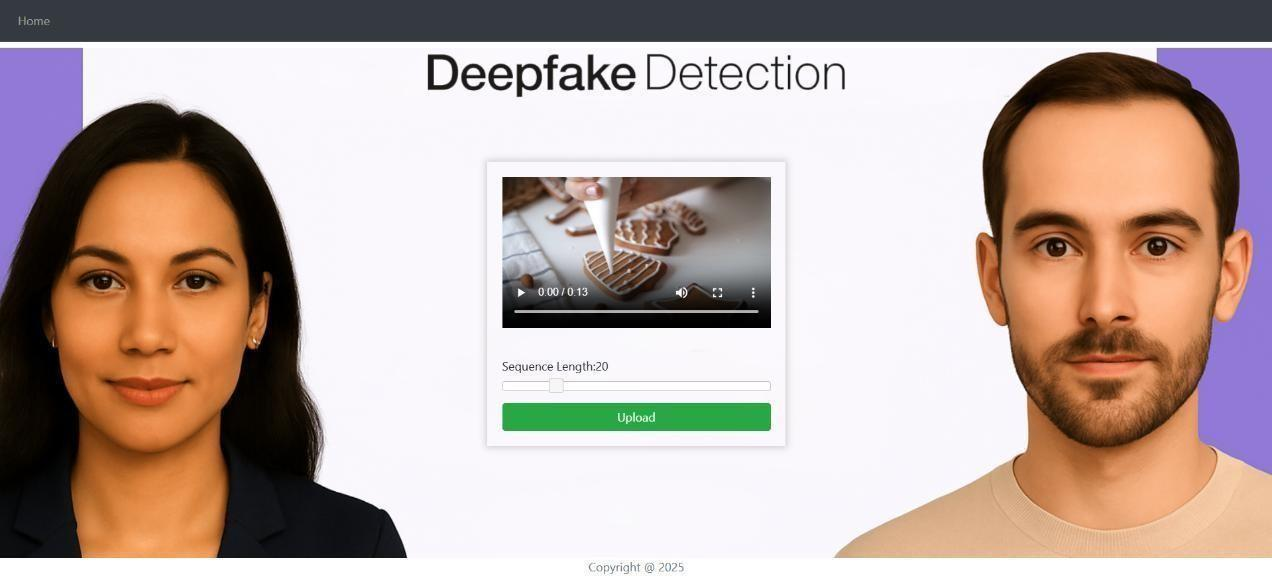 Home
Deepfake Detection
0:00 / 0:13
Sequence Length:20
Upload
Copyright @ 2025